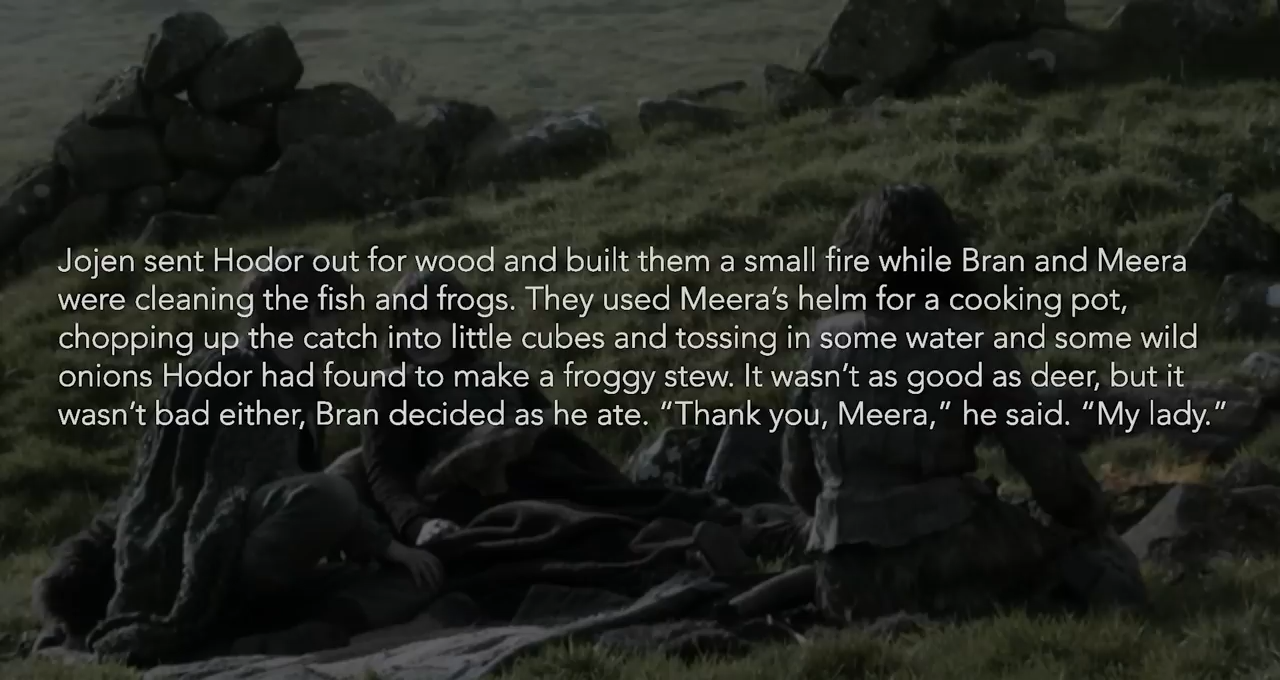 Jojen sent Hodor out for wood and built them a small fire while Bran and Meera
were cleaning the fish and frogs. They used Meera’s helm for a cooking pot,
chopping up the catch into little cubes and tossing in some water and some wild
onions Hodor had found to make a froggy stew. It wasn’t as good as deer, but it
wasn’t bad either, Bran decided as he ate. “Thank you, Meera,” he said. “My lady.”